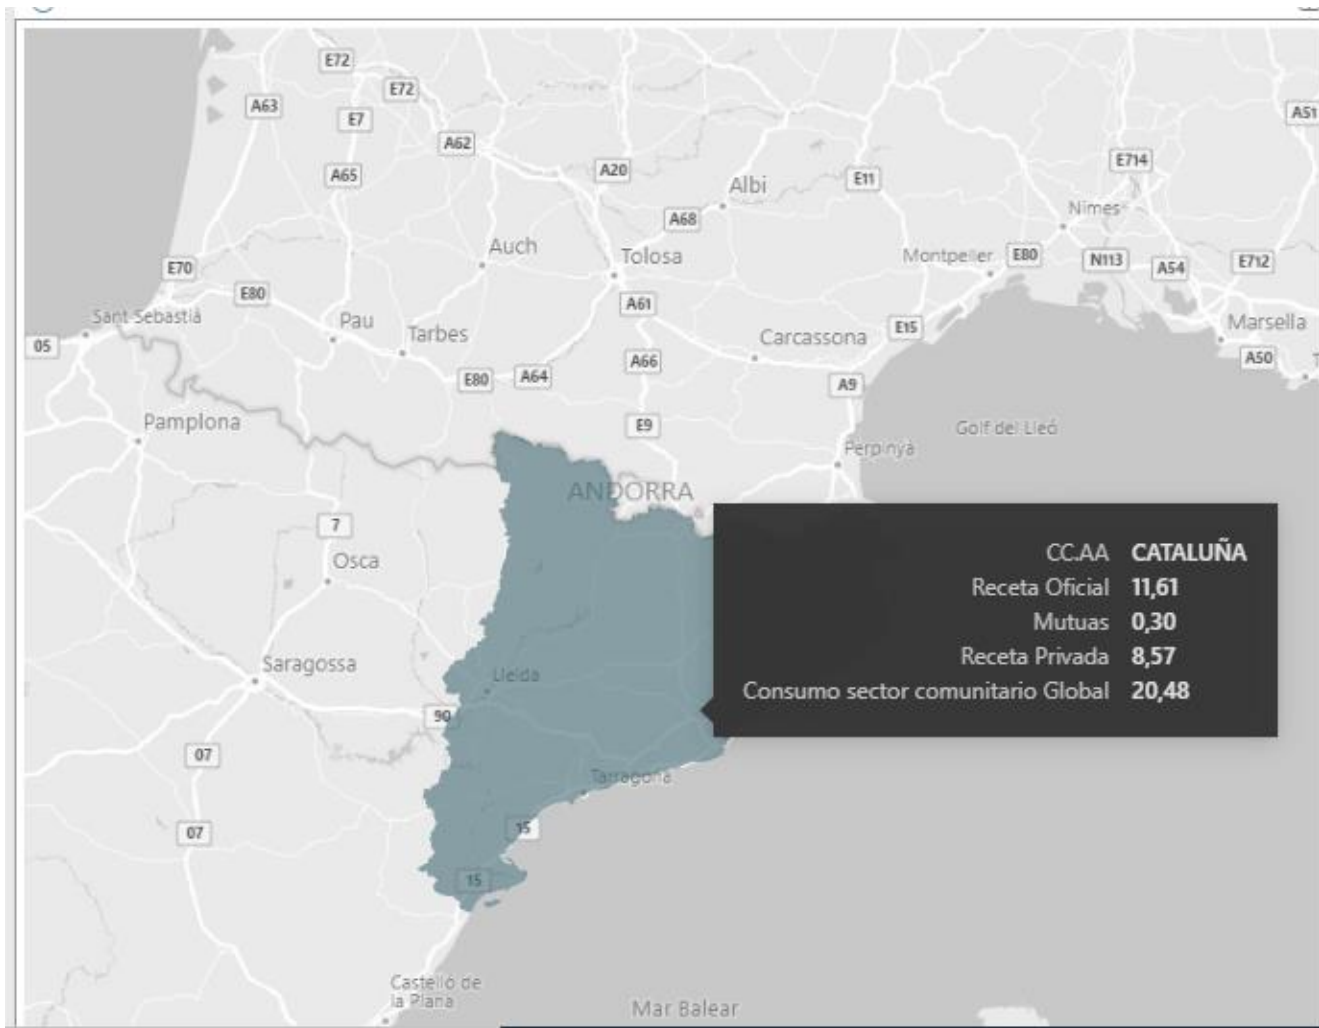 E72
E72
A63
E7
A51
A62
E714
A20
A65
E11
Albi
A68
Nimes
Auch
Tolosa
Montpeller
E80
N113
A54
E712
E70
E80
A61
Sant Sebastià
Pau
Tarbes
Carcassona
E15
Marsella
05
A66
A50
E80
A64
A9
Pamplona
E9
Golf del Lleó
Perpinyà
ANDORRA
7
Osca
CC.AA CATALUÑA
Receta Oficial 11,61
Mutuas 0,30
Receta Privada 8,57
Consumo sector comunitario Global 20,48
Saragossa
Lleida
90
07
Tarragona
07
15
15
Castelló de
la Plana
Mar Balear